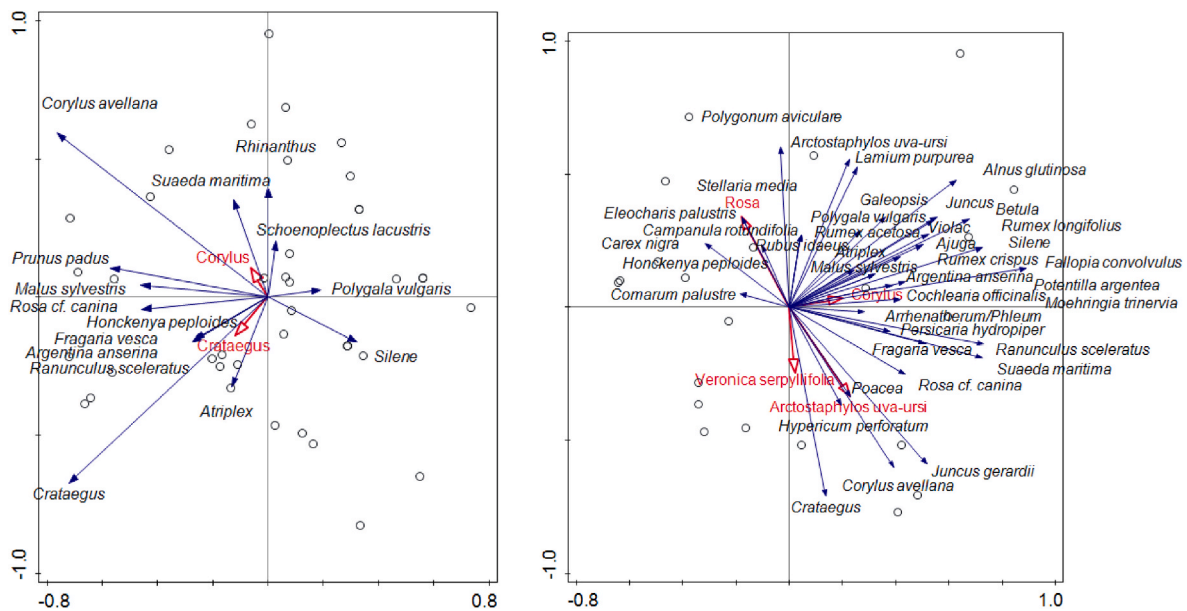 1.0
Corylus avellana
Rhinanthus
Suaeda maritima
Schoenoplectus lacustris
Corylus
Prunus padus
Malus sylvestris
Polygala vulgaris
Rosa cf. canina
Honckenya peploides
Fragaria vesca
Crataegus
Argentina anserina
Silene
Ranunculus sceleratus
Atriplex
Crataegus
-1.0
-0.8
0.8
1.0
Polygonum aviculare
Arctostaphylos uva-ursi
Lamium purpurea
Alnus glutinosa
Stellaria media
Rosa
Galeopsis
Juncus
Eleocharis palustris
Polygala vulgaris
Betula
Campanula rotundifolia
Rumex acetosa
Violac
Rumex longifolius
Carex nigra
Rubus idaeus
Atriplex
Ajuga
Silene
Honckenya peploides
Malus sylvestris
Rumex crispus
Fallopia convolvulus
Argentina anserina
Comarum palustre
Corylus
Cochlearia officinalis
Potentilla argentea
Moehringia trinervia
Arrhenatherum/Phleum
Persicaria hydropiper
Fragaria vesca
Ranunculus sceleratus
Suaeda maritima
Veronica serpyllifolia
Poacea
Rosa cf. canina
Arctostaphylos uva-ursi
Hypericum perforatum
Juncus gerardii
Corylus avellana
Crataegus
-1.0
-0.8
1.0